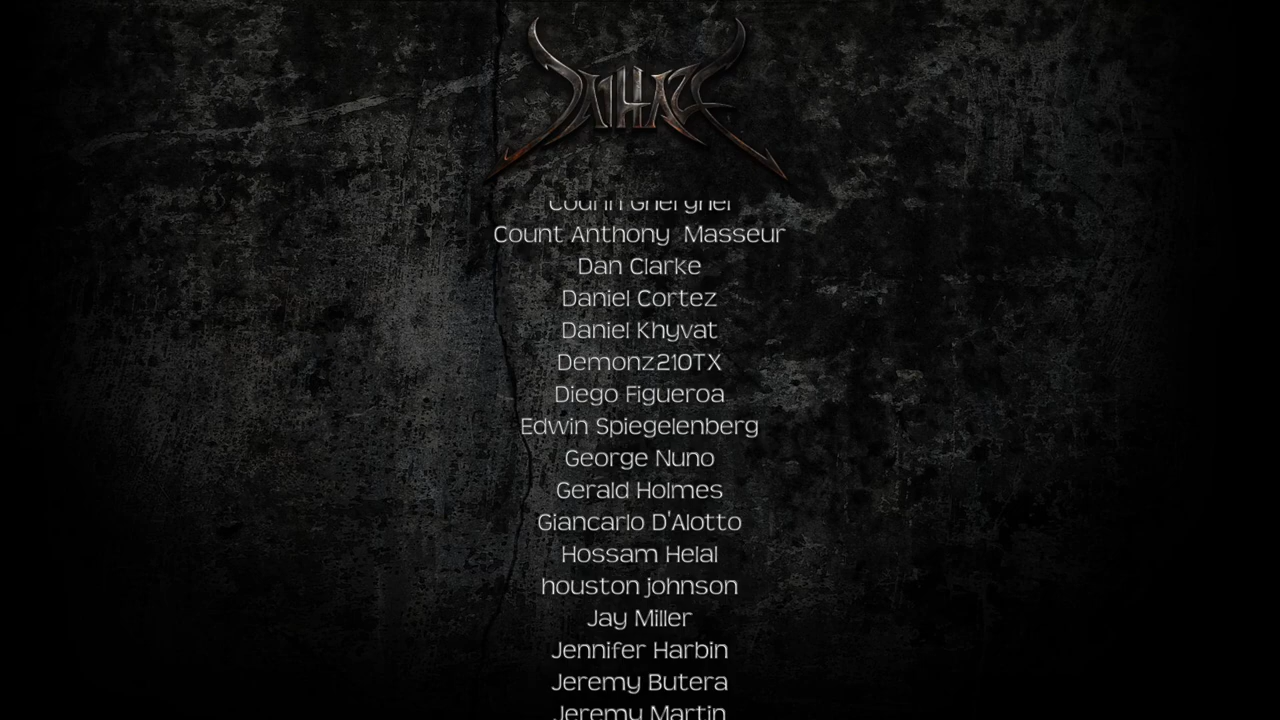 Count Anthony  Masseur
Dan Clarke
Daniel Cortez
Daniel Khyvat
Demonz210TX
Diego Figueroa
Edwin Spiegelenberg
George Nuno
Gerald Holmes
Giancarlo D'Alotto
Hossam Helal
houston johnson
Jay Miller
Jennifer Harbin
Jeremy Butera
Jeremy Martin